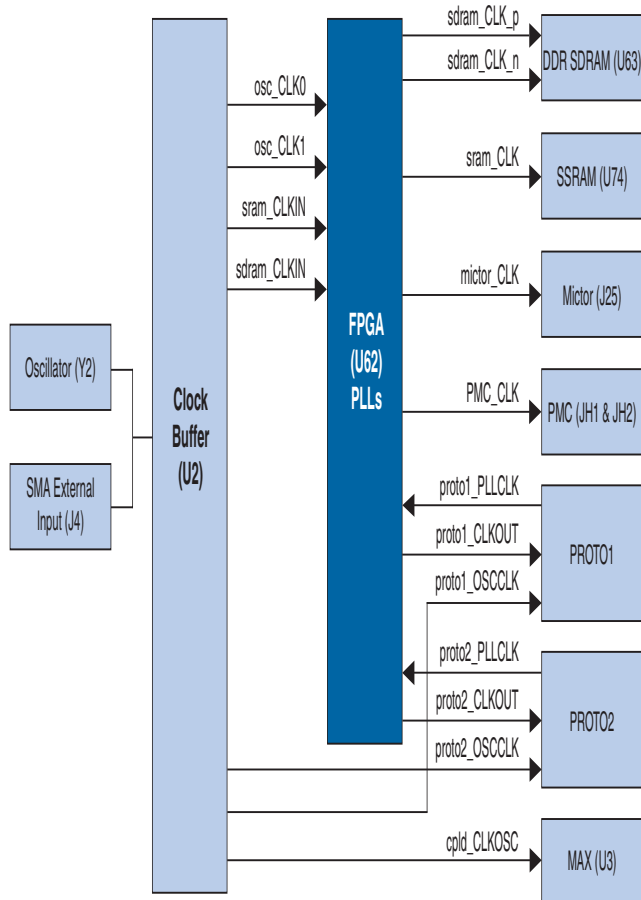 sdram_CLK_p
sdram_CLK_n
DDR SDRAM (U63)
osc_CLK0
osc_CLK1
sram_CLK
SSRAM (U74)
sram_CLKIN
sdram_CLKIN
mictor_CLK
Mictor (J25)
FPGA
(U62)
PLLs
Oscillator (Y2)
Clock
Buffer
(U2)
PMC_CLK
PMC (JH1 & JH2)
SMA External
Input (J4)
proto1_PLLCLK
proto1_CLKOUT
proto1_OSCCLK
PROTO1
proto2_PLLCLK
proto2_CLKOUT
proto2_OSCCLK
PROTO2
cpld_CLKOSC
MAX (U3)